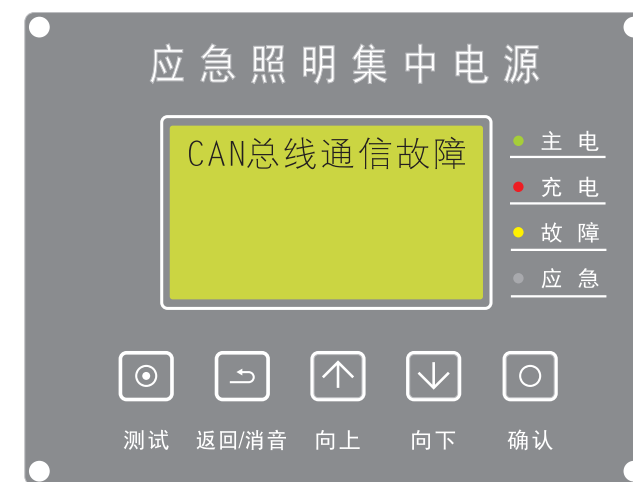 应急照明集中电源
CAN总线通信故障
主电
充电
故障
应急
测试 返回/消音 向上 向下 确认